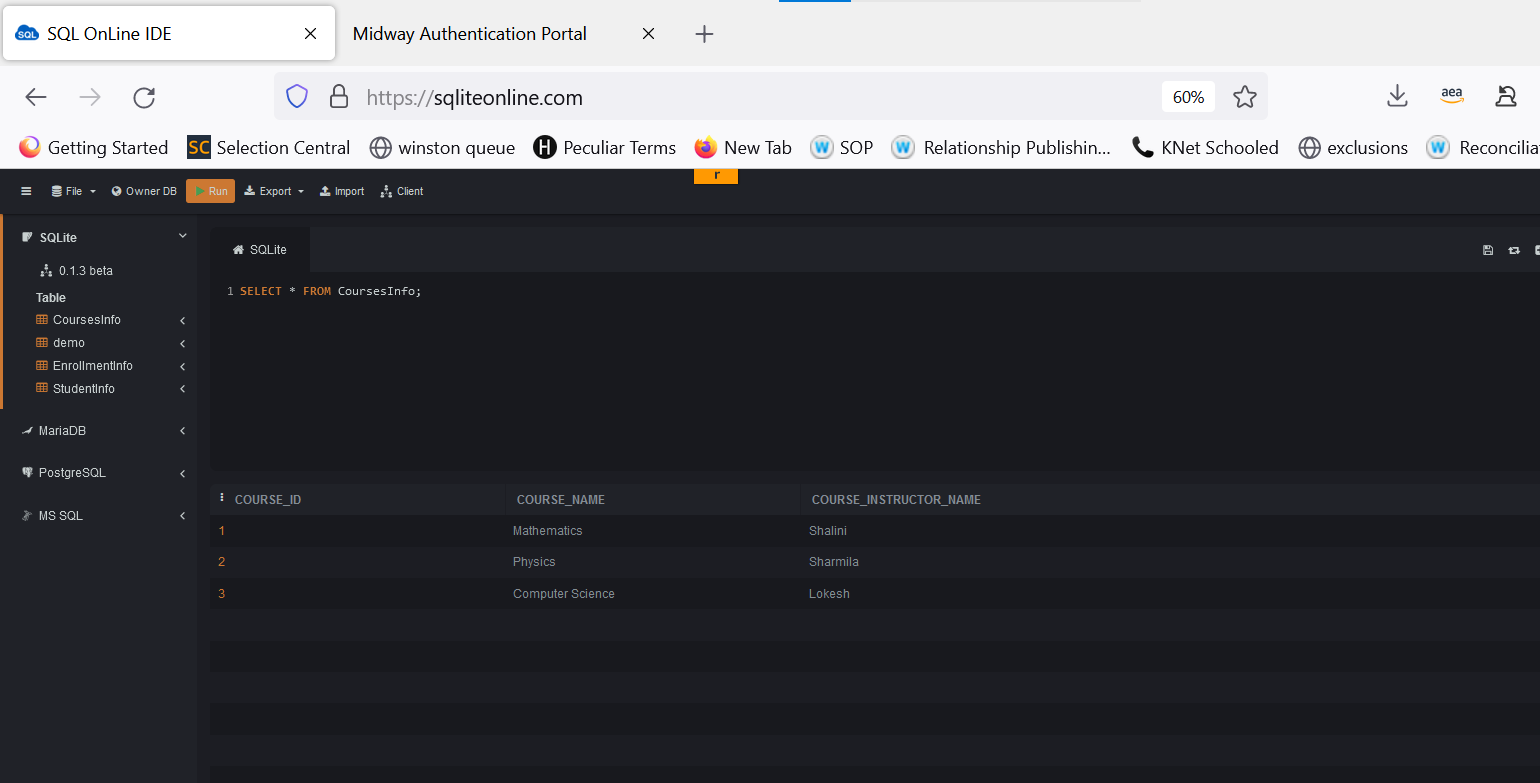 SQL OnLine IDE
Midway Authentication Portal
https://sqliteonline.com
60%
aea
Getting Started
SC Selection Central
winston queue
H Peculiar Terms
New Tab
W SOP
W Relationship Publishin...
KNet Schooled
exclusions
W Reconcilia
File
Owner DB
Run
Export
Import
Client
r
SQLite
0.1.3 beta
Table
CoursesInfo
demo
EnrollmentInfo
StudentInfo
MariaDB
PostgreSQL
MS SQL
SQLite
1 SELECT * FROM CoursesInfo;
COURSE_ID COURSE_NAME COURSE_INSTRUCTOR_NAME
1 Mathematics Shalini
2 Physics Sharmila
3 Computer Science Lokesh